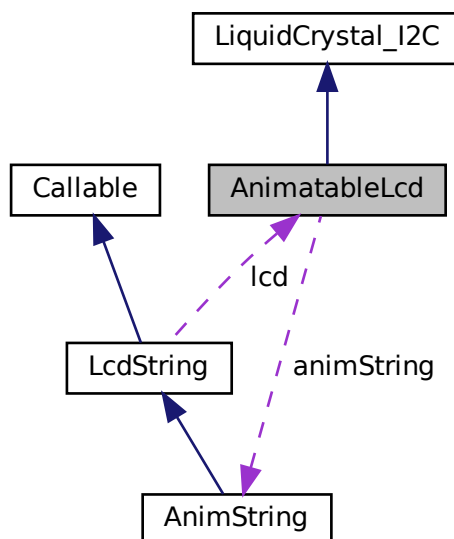 LiquidCrystal_I2C
Callable
AnimatableLcd
lcd
LcdString
animString
AnimString